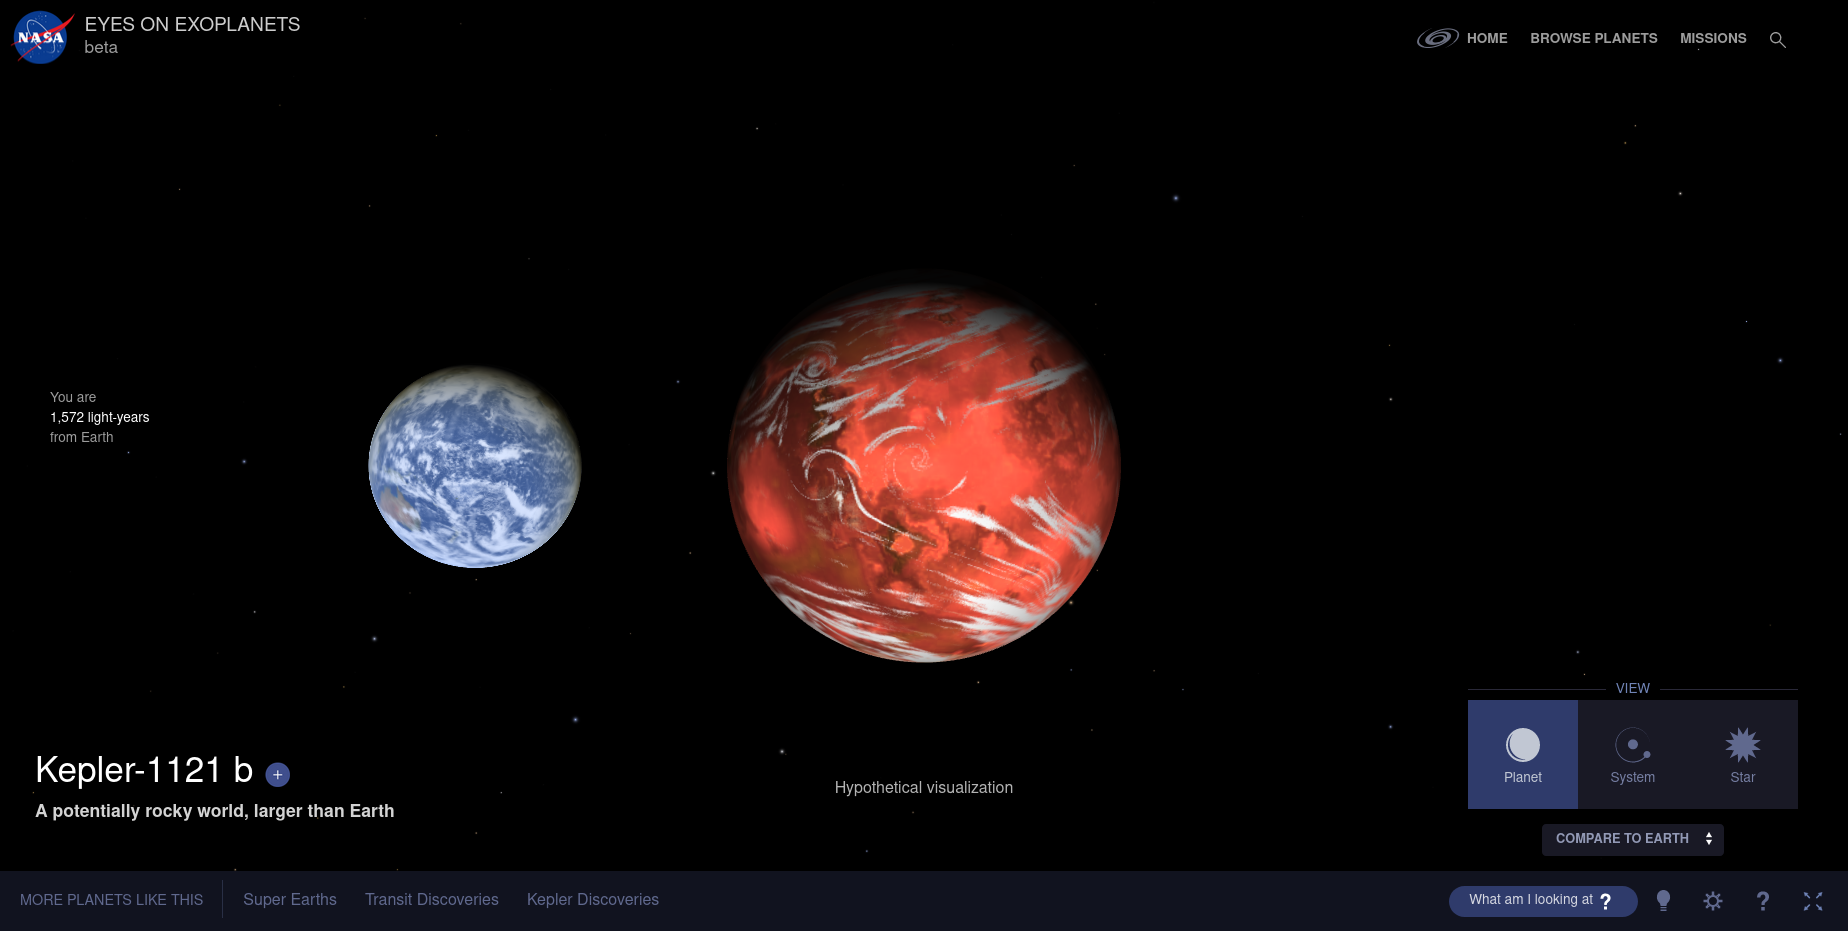 NASA
EYES ON EXOPLANETS
beta
HOME
BROWSE PLANETS
MISSIONS
You are
1,572 light-years
from Earth
Kepler-1121 b +
A potentially rocky world, larger than Earth
Hypothetical visualization
VIEW
Planet
System
Star
COMPARE TO EARTH
MORE PLANETS LIKE THIS
Super Earths
Transit Discoveries
Kepler Discoveries
What am I looking at ?
?